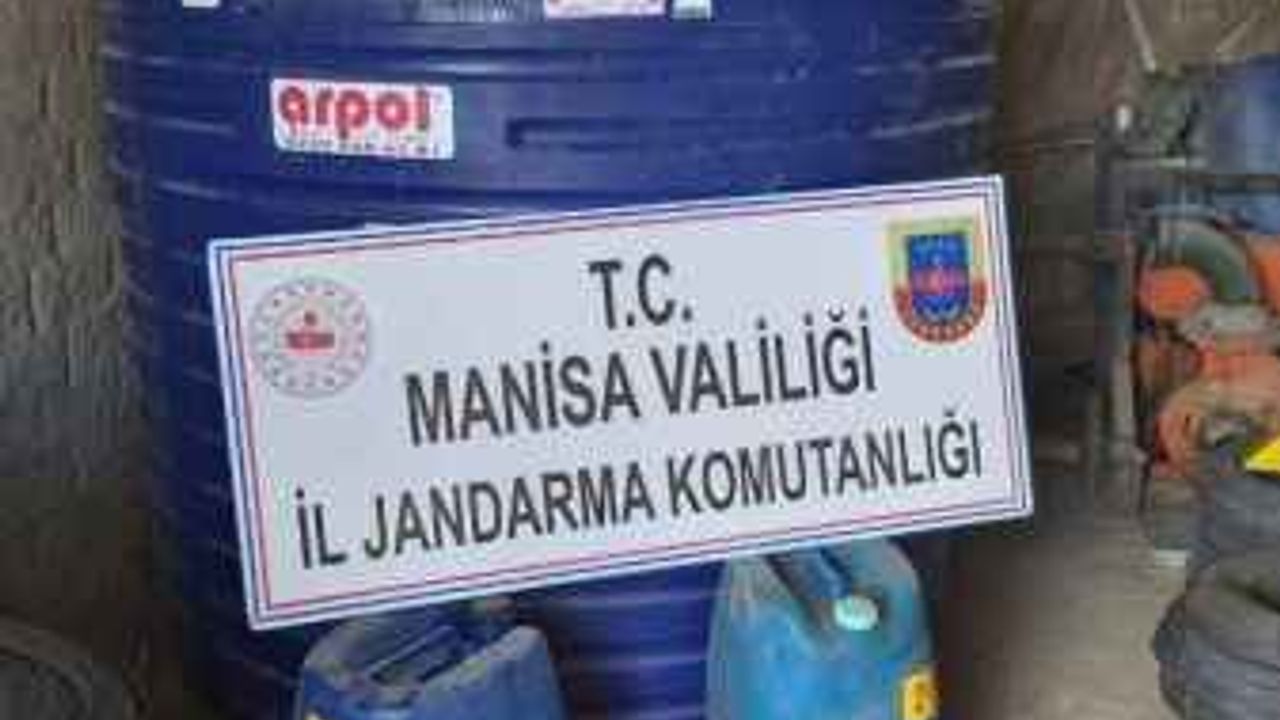 arpol
T.C.
MANİSA VALİLİĞİ
İL JANDARMA KOMUTANLIĞI